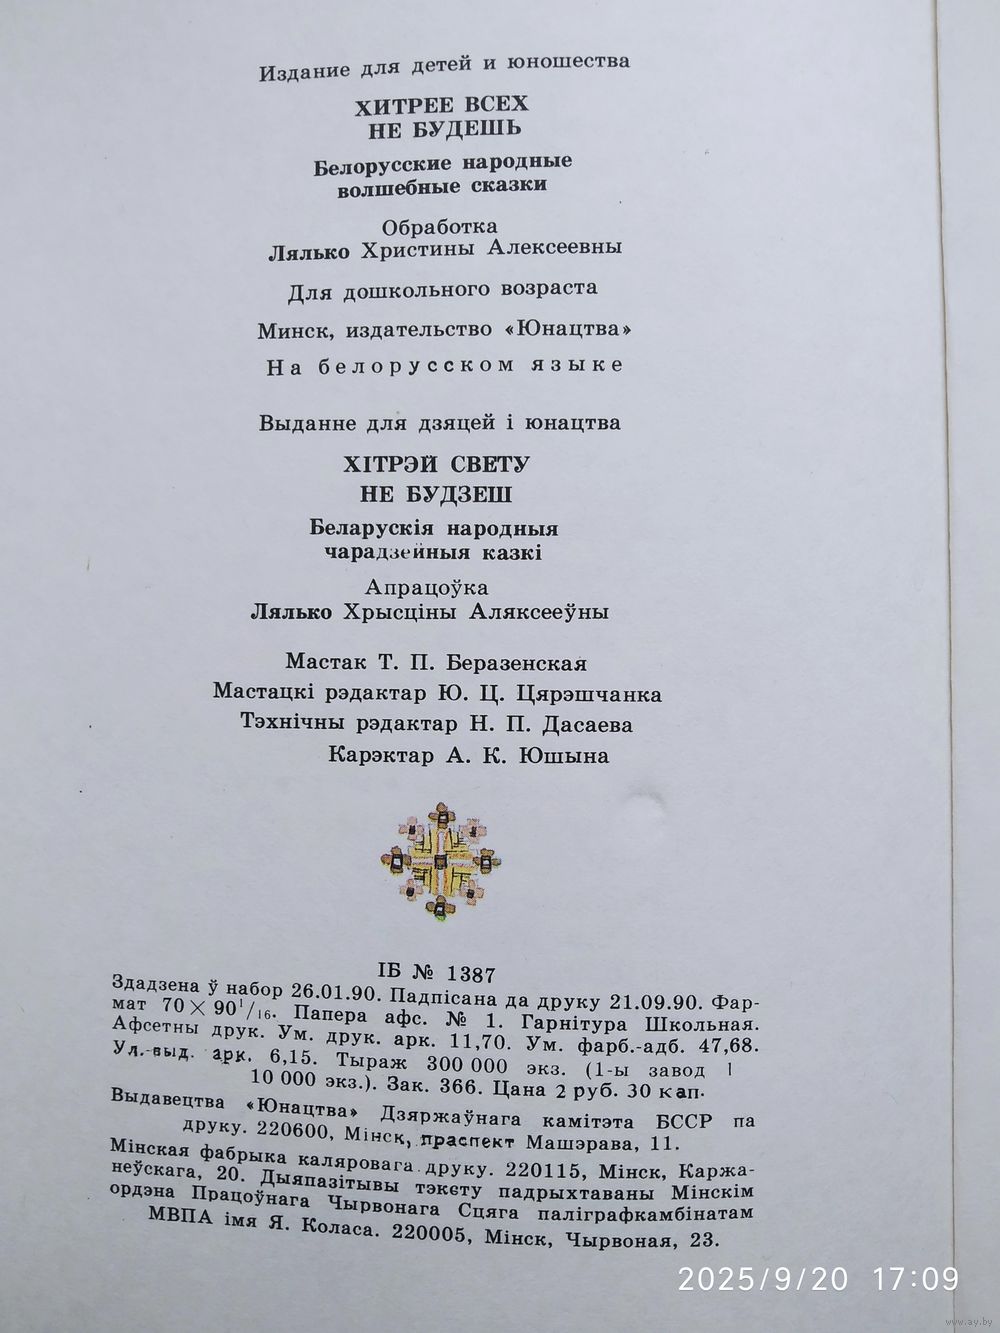 Издание для детей и юношества
ХИТРЕЕ ВСЕХ
НЕ БУДЕШЬ
Белорусские народные
волшебные сказки
Обработка
Лялько Христины Алексеевны
Для дошкольного возраста
Минск, издательство «Юнацтва»
На белорусском языке
Выданне для дзяцей і юнацтва
ХІТРЭЙ СВЕТУ
НЕ БУДЗЕШ
Беларускія народныя
чарадзейныя казкі
Апрацоўка
Лялько Хрысціны Аляксееўны
Мастак Т. П. Беразенская
Мастацкі рэдактар Ю. Ц. Цярэшчанка
Тэхнічны рэдактар Н. П. Дасаева
Карэктар А. К. Юшына
ІБ № 1387
Здадзена ў набор 26.01.90. Падпісана да друку 21.09.90. Фар-
мат 70×90¹/₁₆. Папера афс. № 1. Гарнітура Школьная.
Афсетны друк. Ум. друк. арк. 11,70. Ум. фарб.-адб. 47,68.
Ул.-выд. арк. 6,15. Тыраж 300 000 экз. (1-ы завод 1
10 000 экз.). Зак. 366. Цана 2 руб. 30 кап.
Выдавецтва «Юнацтва» Дзяржаўнага камітэта БССР па
друку. 220600, Мінск, праспект Машэрава, 11.
Мінская фабрыка каляровага друку. 220115, Мінск, Каржа-
неўскага, 20. Дыяпазітывы тэксту падрыхтаваны Мінскім
ордэна Працоўнага Чырвонага Сцяга паліграфкамбінатам
МВПА імя Я. Коласа. 220005, Мінск, Чырвоная, 23.
2025/9/20 17:09
www.ay.by